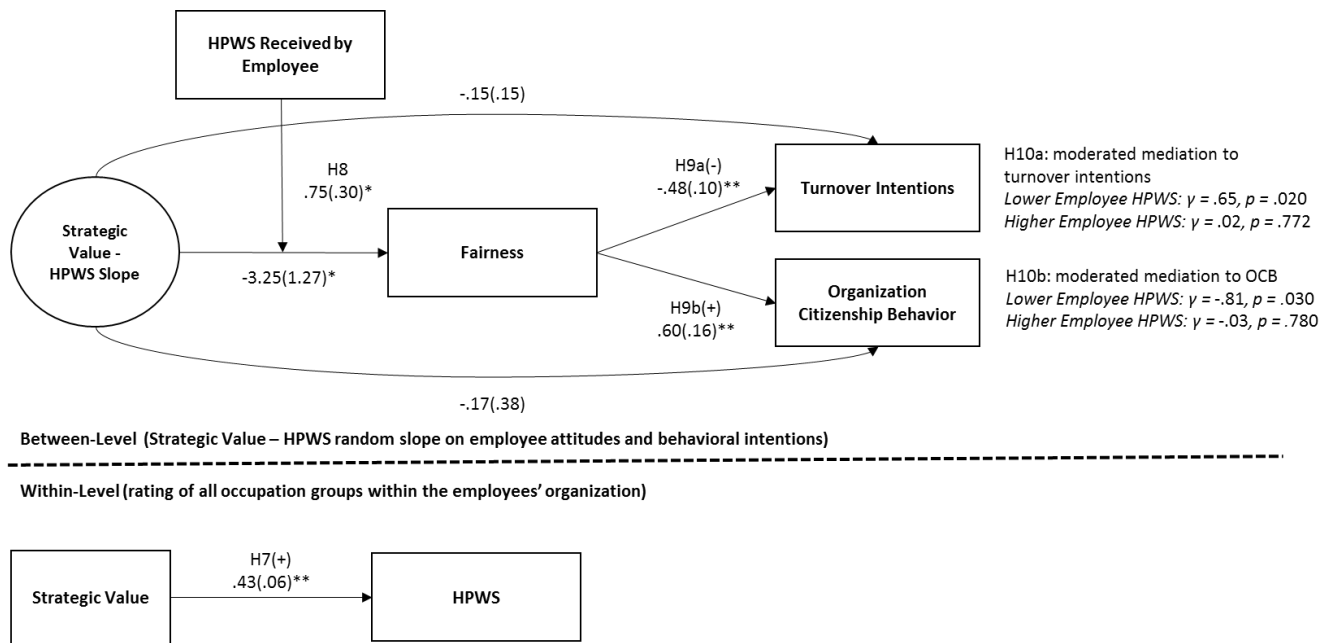 HPWS Received by
Employee
-.15(.15)
H8
.75(.30)*
H9a(-)
-.48(.10)**
Turnover Intentions
H10a: moderated mediation to
turnover intentions
Lower Employee HPWS: γ = .65, p = .020
Higher Employee HPWS: γ = .02, p = .772
Strategic
Value -
HPWS Slope
-3.25(1.27)*
Fairness
H9b(+)
.60(.16)**
Organization
Citizenship Behavior
H10b: moderated mediation to OCB
Lower Employee HPWS: γ = -.81, p = .030
Higher Employee HPWS: γ = -.03, p = .780
-.17(.38)
Between-Level (Strategic Value – HPWS random slope on employee attitudes and behavioral intentions)
Within-Level (rating of all occupation groups within the employees' organization)
Strategic Value
H7(+)
.43(.06)**
HPWS